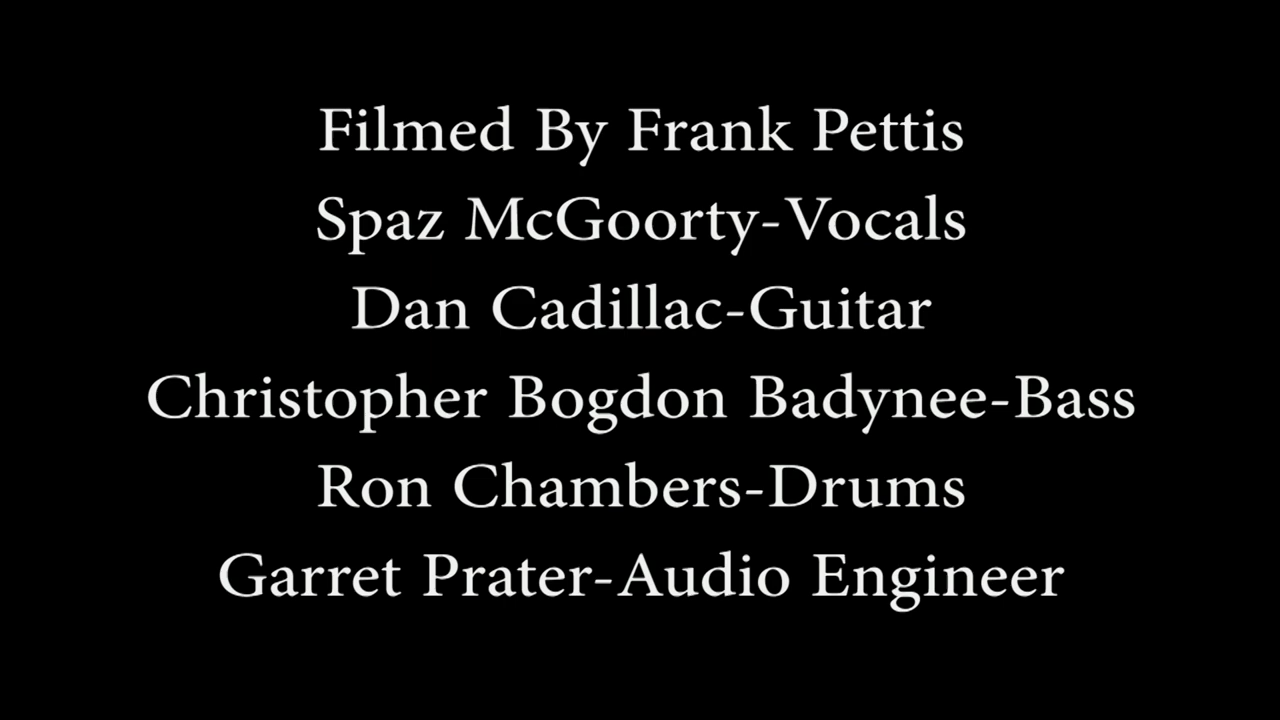 Filmed By Frank Pettis
Spaz McGoorty-Vocals
Dan Cadillac-Guitar
Christopher Bogdon Badynee-Bass
Ron Chambers-Drums
Garret Prater-Audio Engineer